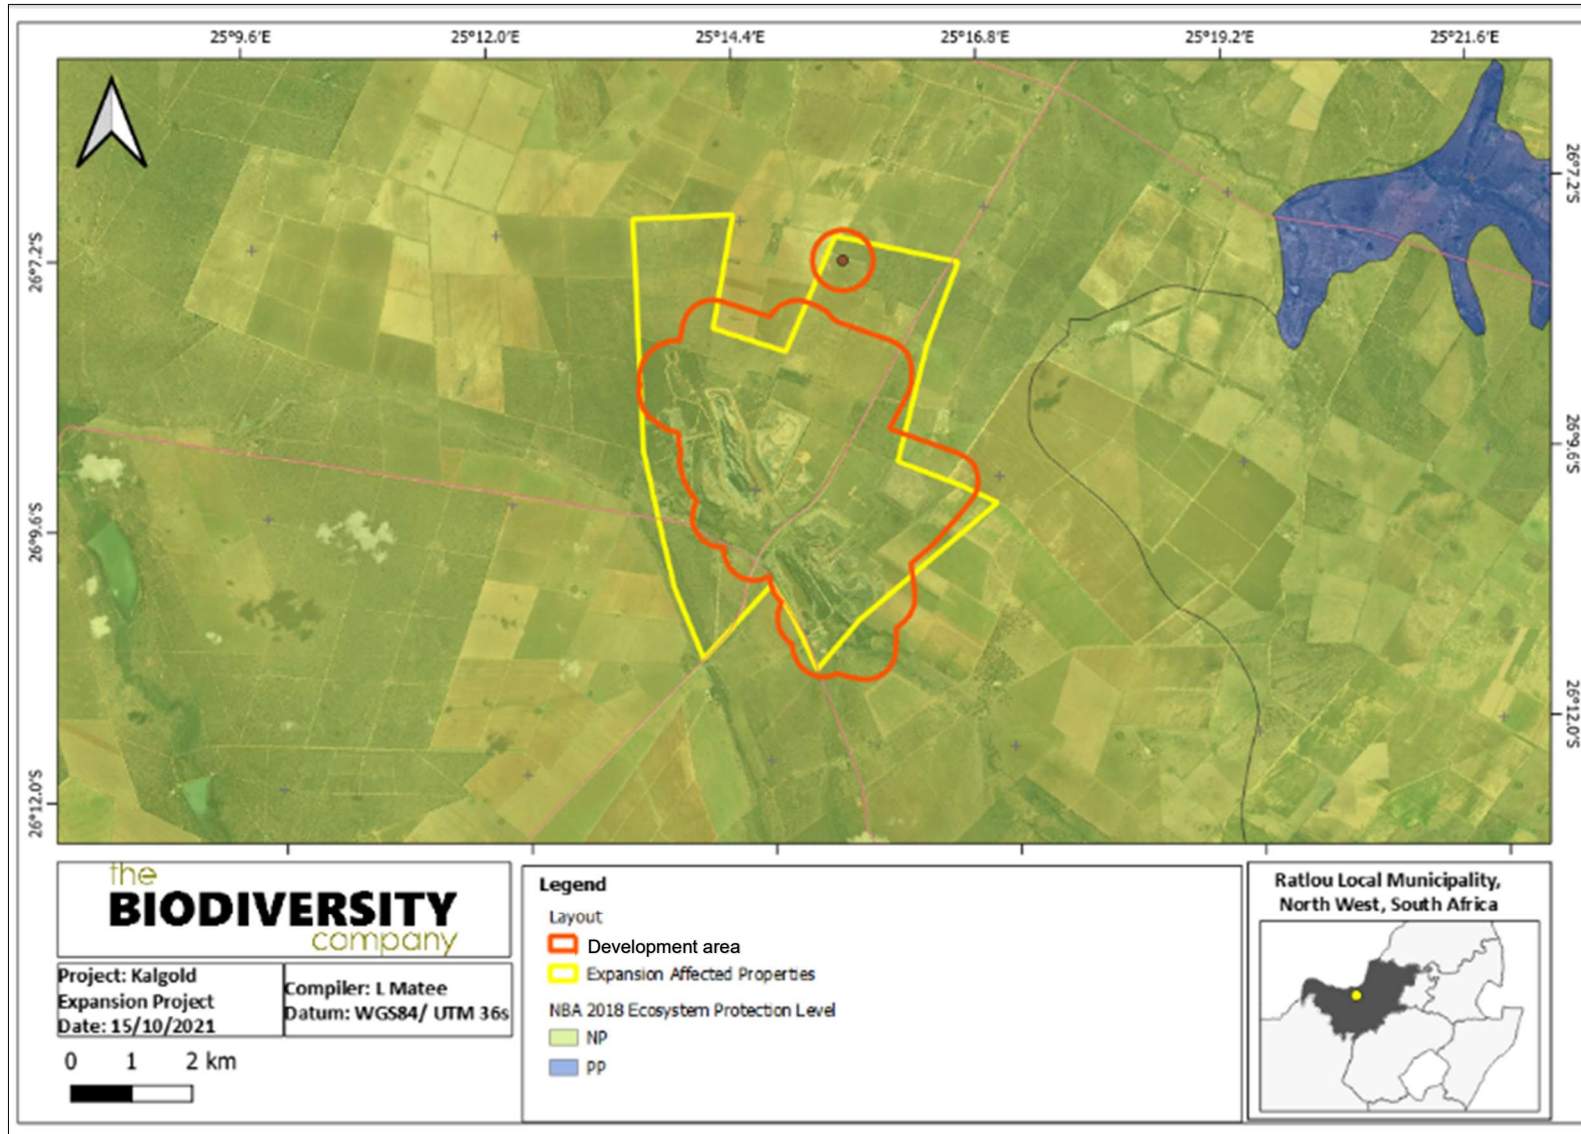 25°9.6'E 25°12.0'E 25°14.4'E 25°16.8'E 25°19.2'E 25°21.6'E
26°7.2'S
26°9.6'S
26°12.0'S
26°7.2'S
26°9.6'S
26°12.0'S
the
BIODIVERSITY
company
Project: Kalgold
Expansion Project
Date: 15/10/2021
Compiler: L Matee
Datum: WGS84/ UTM 36s
0 1 2 km
Legend
Layout
Development area
Expansion Affected Properties
NBA 2018 Ecosystem Protection Level
NP
PP
Ratlou Local Municipality,
North West, South Africa